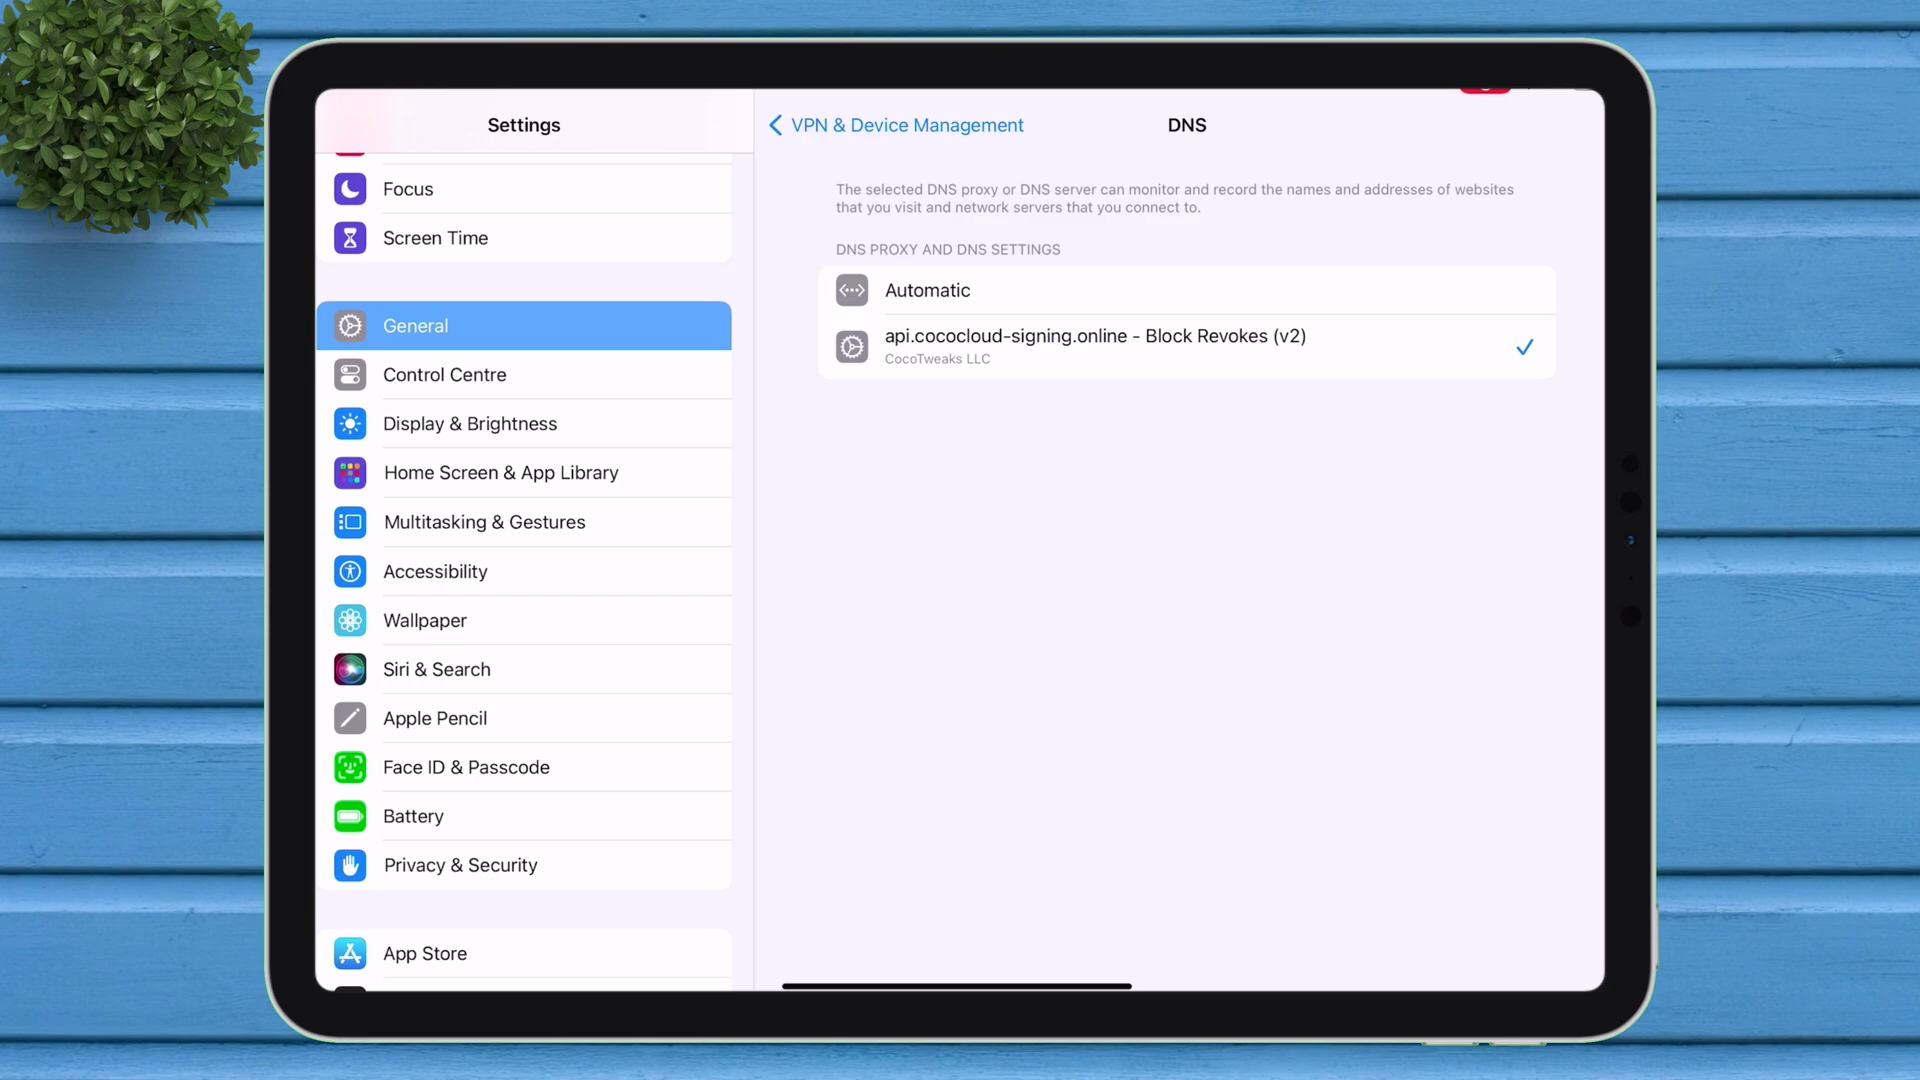 Settings
Focus
Screen Time
General
Control Centre
Display & Brightness
Home Screen & App Library
Multitasking & Gestures
Accessibility
Wallpaper
Siri & Search
Apple Pencil
Face ID & Passcode
Battery
Privacy & Security
App Store
VPN & Device Management
DNS
The selected DNS proxy or DNS server can monitor and record the names and addresses of websites
that you visit and network servers that you connect to.
DNS PROXY AND DNS SETTINGS
Automatic
api.cococloud-signing.online - Block Revokes (v2)
CocoTweaks LLC